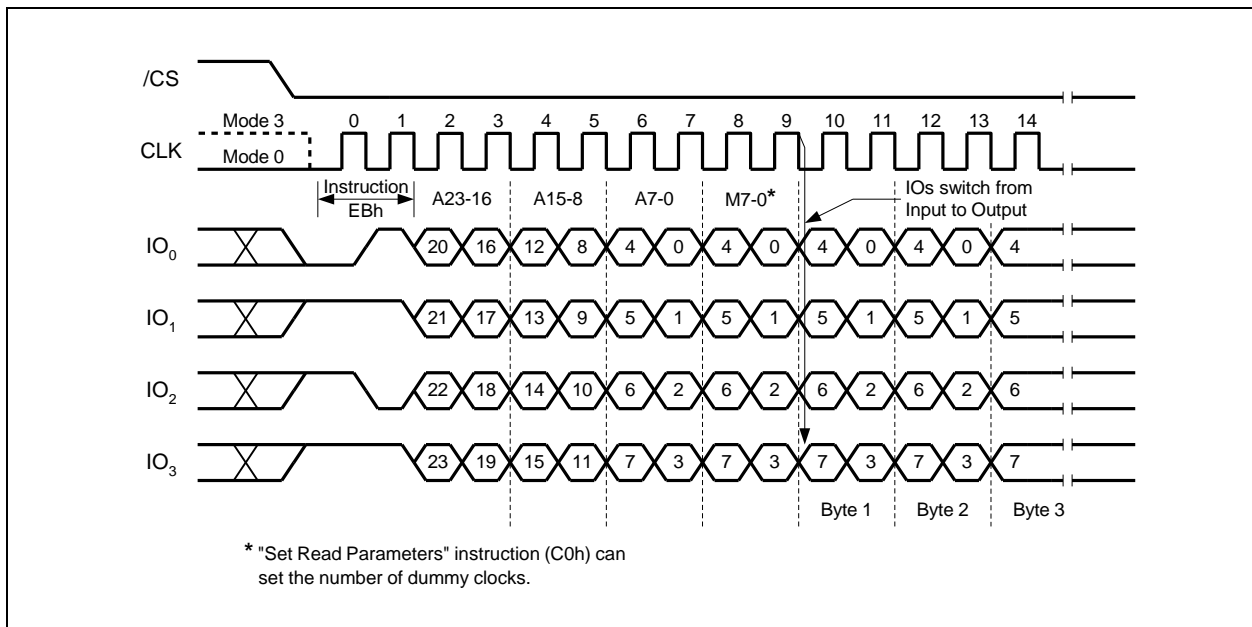 /CS
Mode 3 0 1 2 3 4 5 6 7 8 9 10 11 12 13 14
CLK
Mode 0
Instruction A23-16 A15-8 A7-0 M7-0* IOs switch from
EBh Input to Output
IO0 20 16 12 8 4 0 4 0 4 0 4 0 4
IO1 21 17 13 9 5 1 5 1 5 1 5 1 5
IO2 22 18 14 10 6 2 6 2 6 2 6 2 6
IO3 23 19 15 11 7 3 7 3 7 3 7 3 7
Byte 1 Byte 2 Byte 3
* "Set Read Parameters" instruction (C0h) can
set the number of dummy clocks.